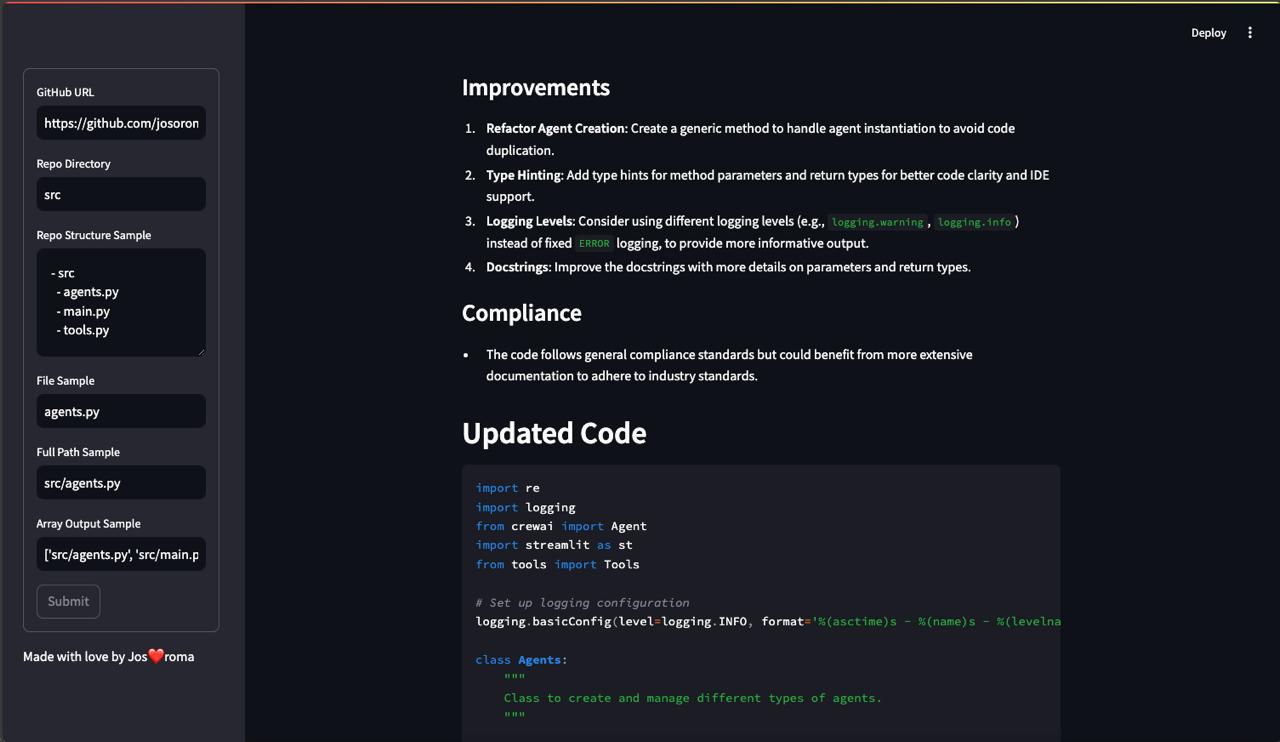 Deploy
GitHub URL
https://github.com/josoron
Repo Directory
src
Repo Structure Sample
- src
- agents.py
- main.py
- tools.py
File Sample
agents.py
Full Path Sample
src/agents.py
Array Output Sample
['src/agents.py', 'src/main.p
Submit
Made with love by Jos❤️roma
Improvements
1. Refactor Agent Creation: Create a generic method to handle agent instantiation to avoid code
duplication.
2. Type Hinting: Add type hints for method parameters and return types for better code clarity and IDE
support.
3. Logging Levels: Consider using different logging levels (e.g., logging.warning, logging.info)
instead of fixed ERROR logging, to provide more informative output.
4. Docstrings: Improve the docstrings with more details on parameters and return types.
Compliance
• The code follows general compliance standards but could benefit from more extensive
documentation to adhere to industry standards.
Updated Code
import re
import logging
from crewai import Agent
import streamlit as st
from tools import Tools
# Set up logging configuration
logging.basicConfig(level=logging.INFO, format='%(asctime)s - %(name)s - %(levelna
class Agents:
"""
Class to create and manage different types of agents.
"""